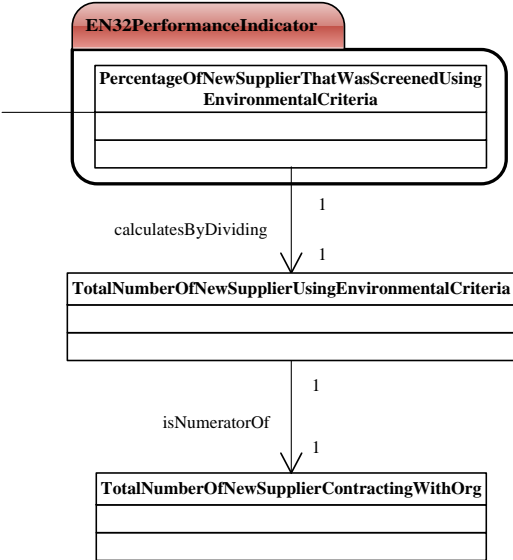 EN32PerformanceIndicator
PercentageOfNewSupplierThatWasScreenedUsing
EnvironmentalCriteria
1
calculatesByDividing
1
TotalNumberOfNewSupplierUsingEnvironmentalCriteria
1
isNumeratorOf
1
TotalNumberOfNewSupplierContractingWithOrg